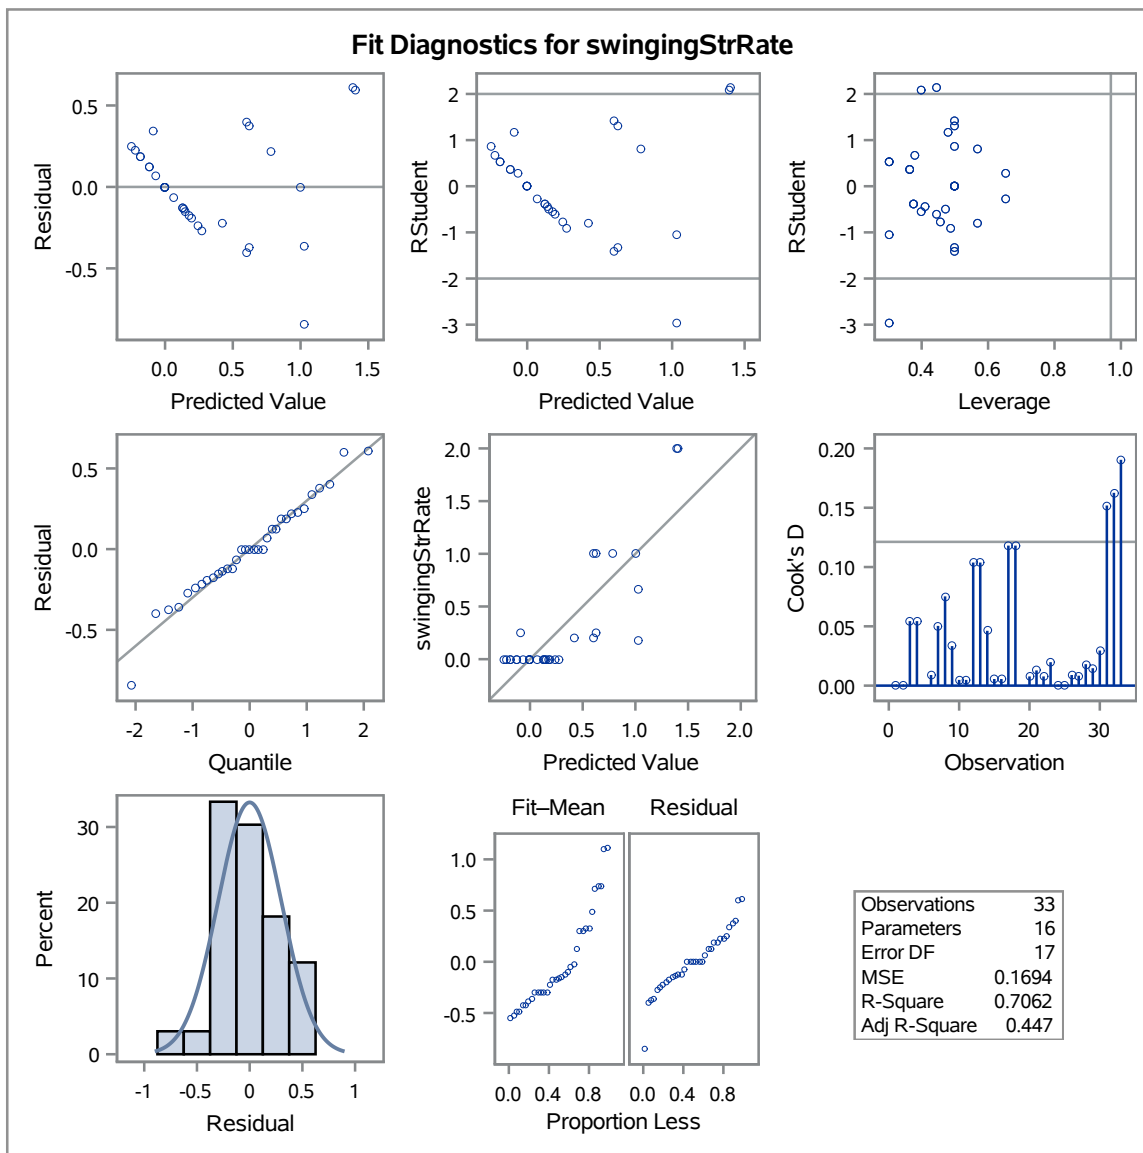 Fit Diagnostics for swingingStrRate
0.5
0.0
-0.5
Residual
0.0 0.5 1.0 1.5
Predicted Value
2
1
0
-1
-2
-3
RStudent
0.0 0.5 1.0 1.5
Predicted Value
2
1
0
-1
-2
-3
RStudent
0.4 0.6 0.8 1.0
Leverage
0.5
0.0
-0.5
Residual
-2 -1 0 1 2
Quantile
2.0
1.5
1.0
0.5
0.0
swingingStrRate
0.0 0.5 1.0 1.5 2.0
Predicted Value
0.20
0.15
0.10
0.05
0.00
Cook's D
0 10 20 30
Observation
30
20
10
0
Percent
-1 -0.5 0 0.5 1
Residual
Fit–Mean Residual
1.0
0.5
0.0
-0.5
0.0 0.4 0.8 0.0 0.4 0.8
Proportion Less
Observations 33
Parameters 16
Error DF 17
MSE 0.1694
R-Square 0.7062
Adj R-Square 0.447